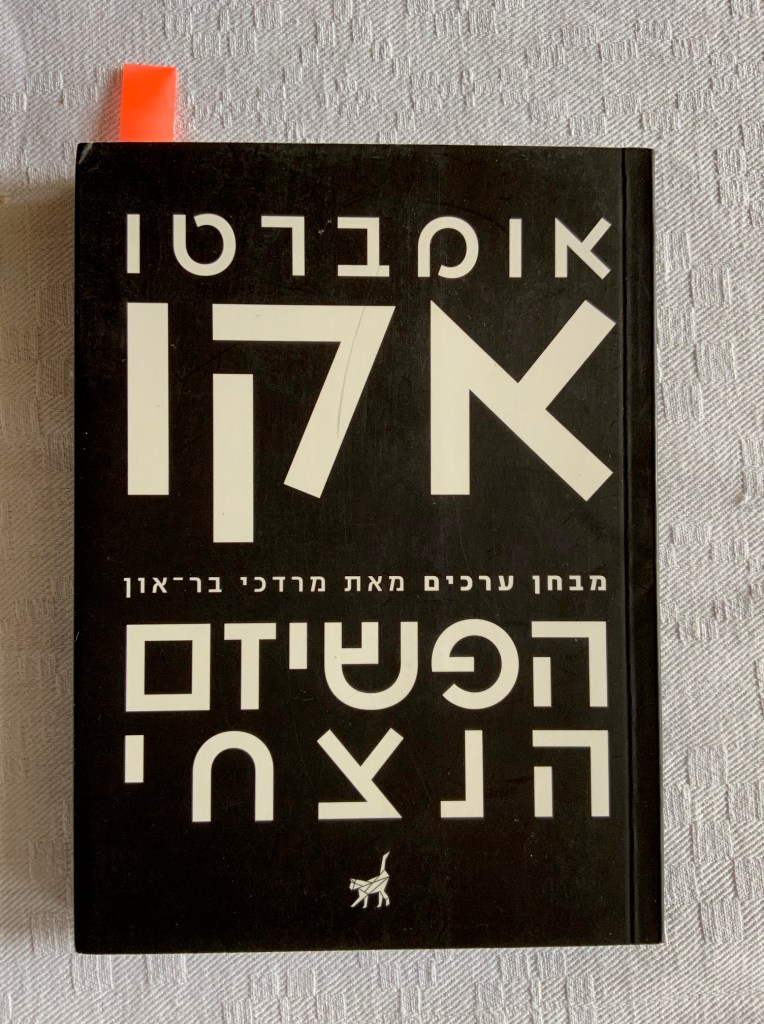 אומברטו
אקו
מבחן ערכים מאת מרדכי בר־און
הפשיזם
הנצחי